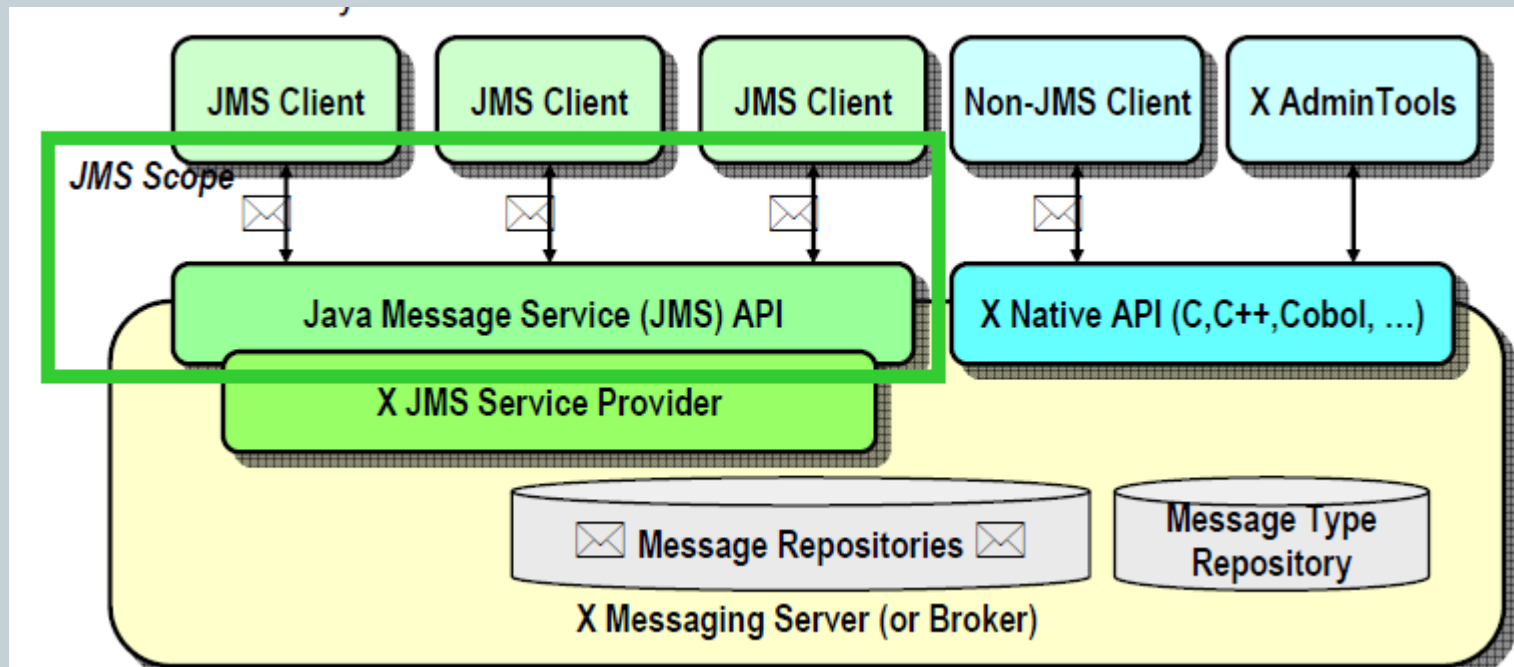 JMS Client
JMS Client
JMS Client
Non-JMS Client
X AdminTools
JMS Scope
Java Message Service (JMS) API
X Native API (C,C++,Cobol, ...)
X JMS Service Provider
Message Repositories
Message Type
Repository
X Messaging Server (or Broker)